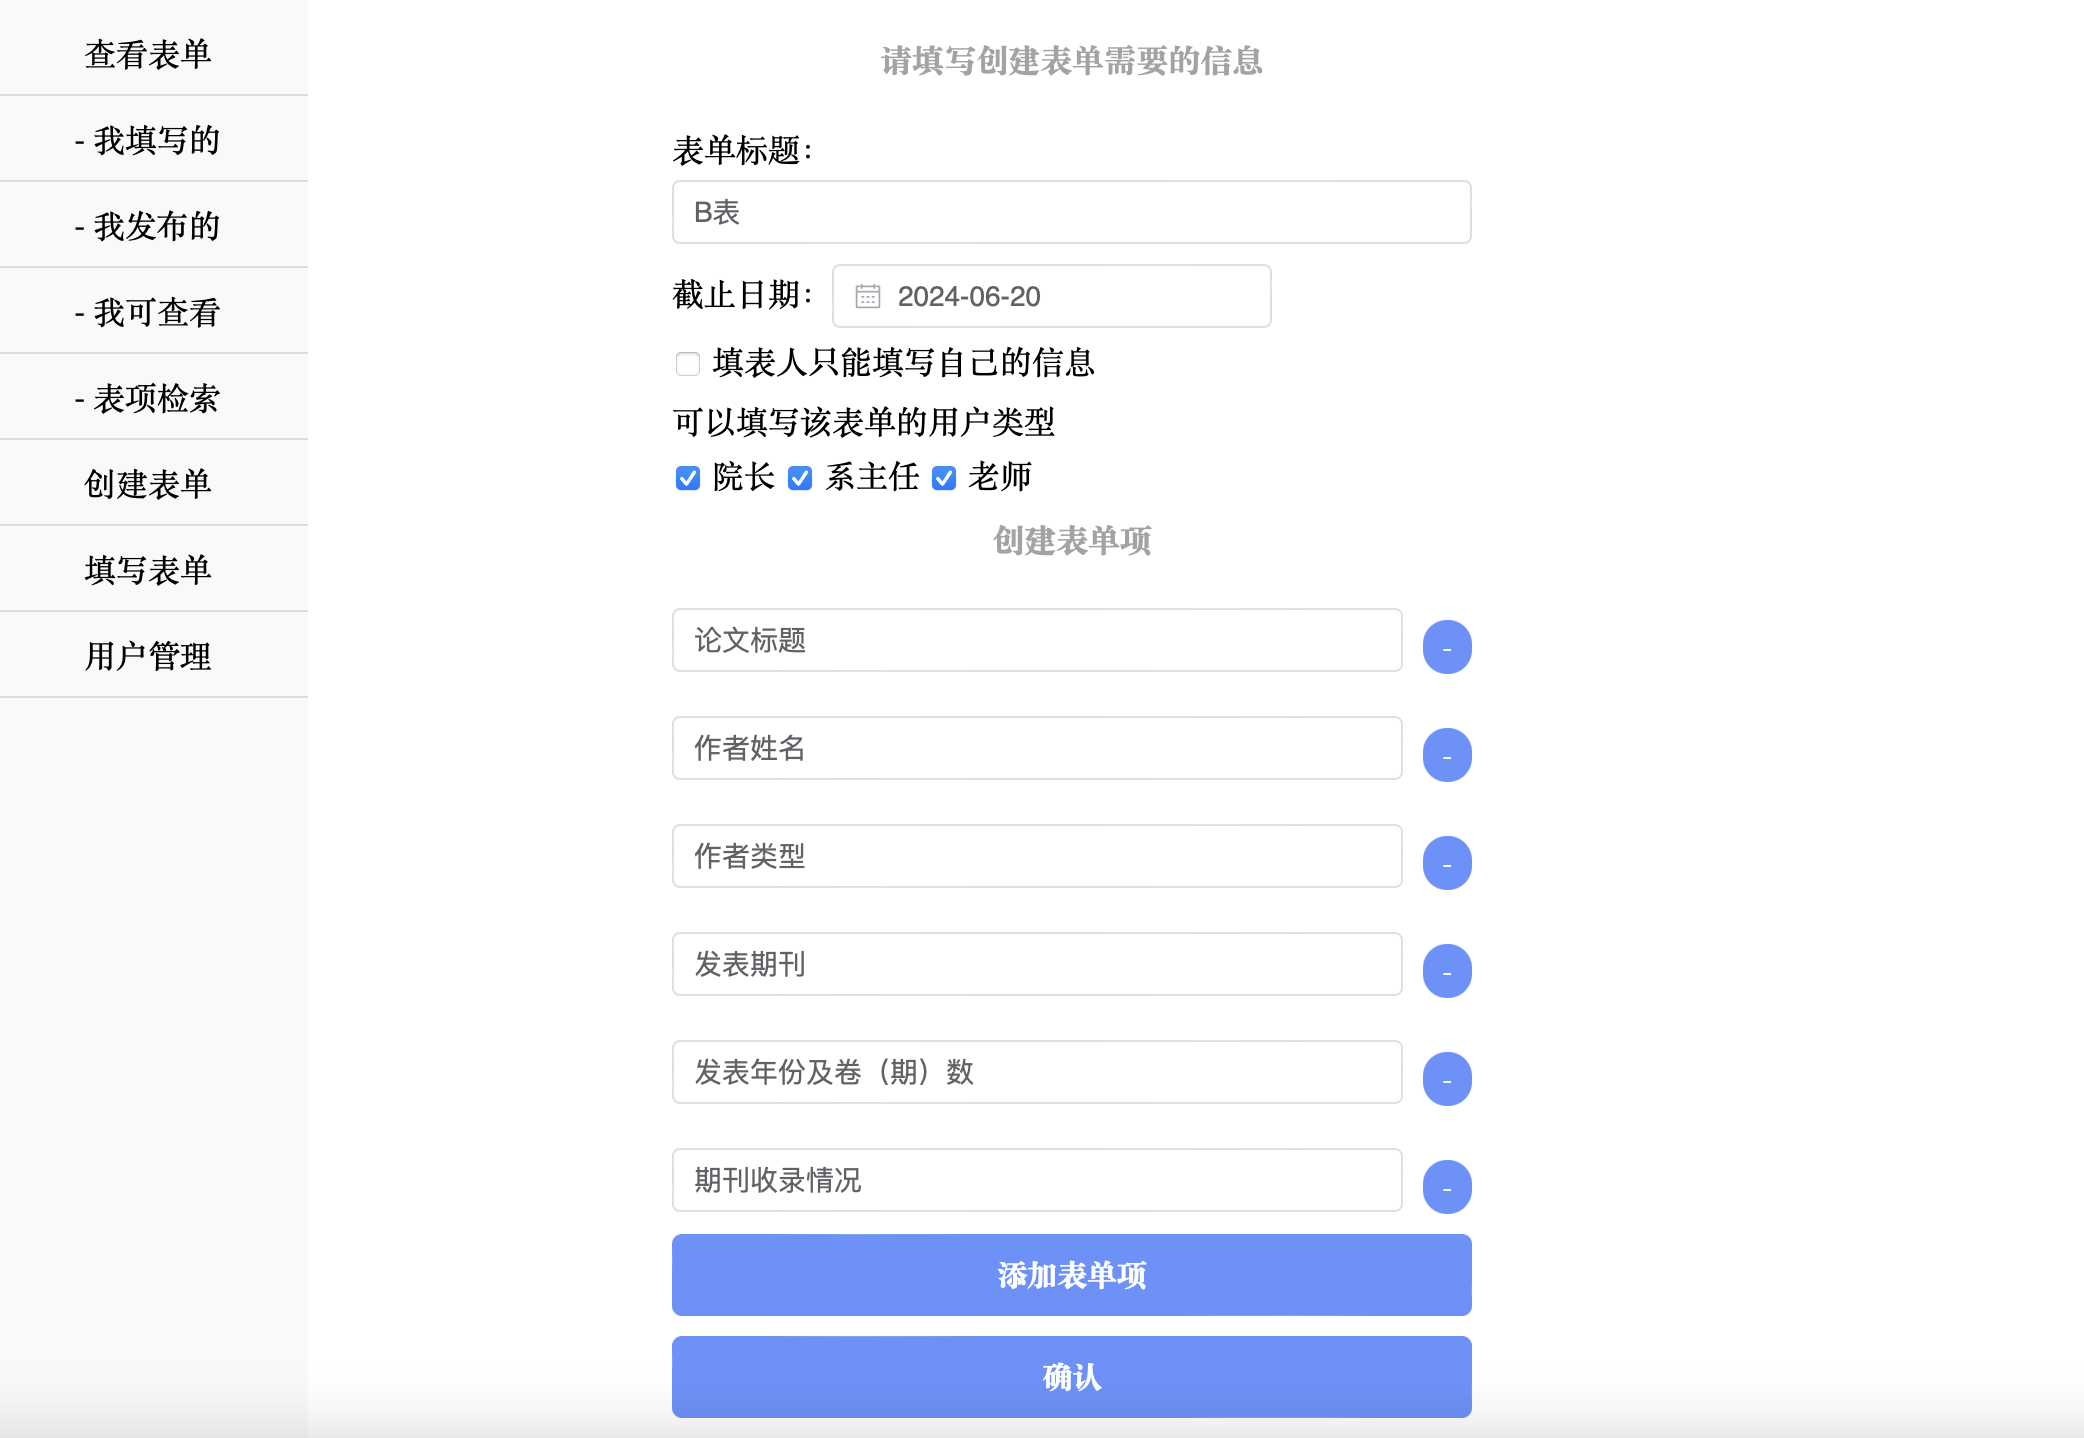 查看表单
- 我填写的
- 我发布的
- 我可查看
- 表项检索
创建表单
填写表单
用户管理
请填写创建表单需要的信息
表单标题：
B表
截止日期： 2024-06-20
填表人只能填写自己的信息
可以填写该表单的用户类型
院长 系主任 老师
创建表单项
论文标题 -
作者姓名 -
作者类型 -
发表期刊 -
发表年份及卷（期）数 -
期刊收录情况 -
添加表单项
确认